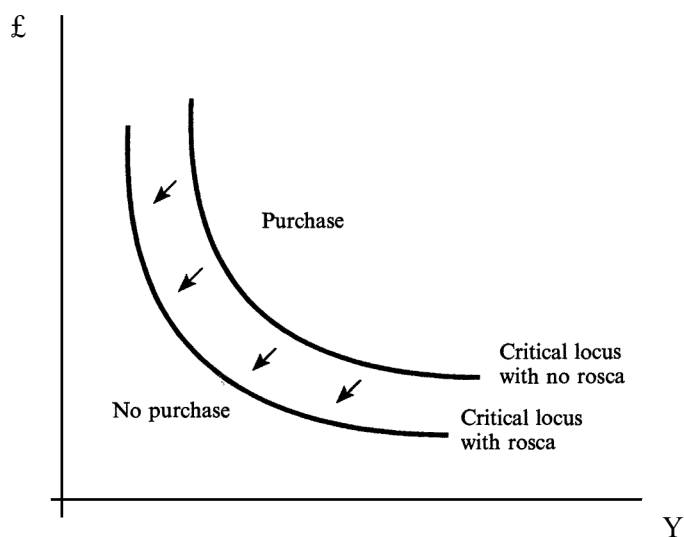 £
Purchase
Critical locus
with no rosca
No purchase
Critical locus
with rosca
Y